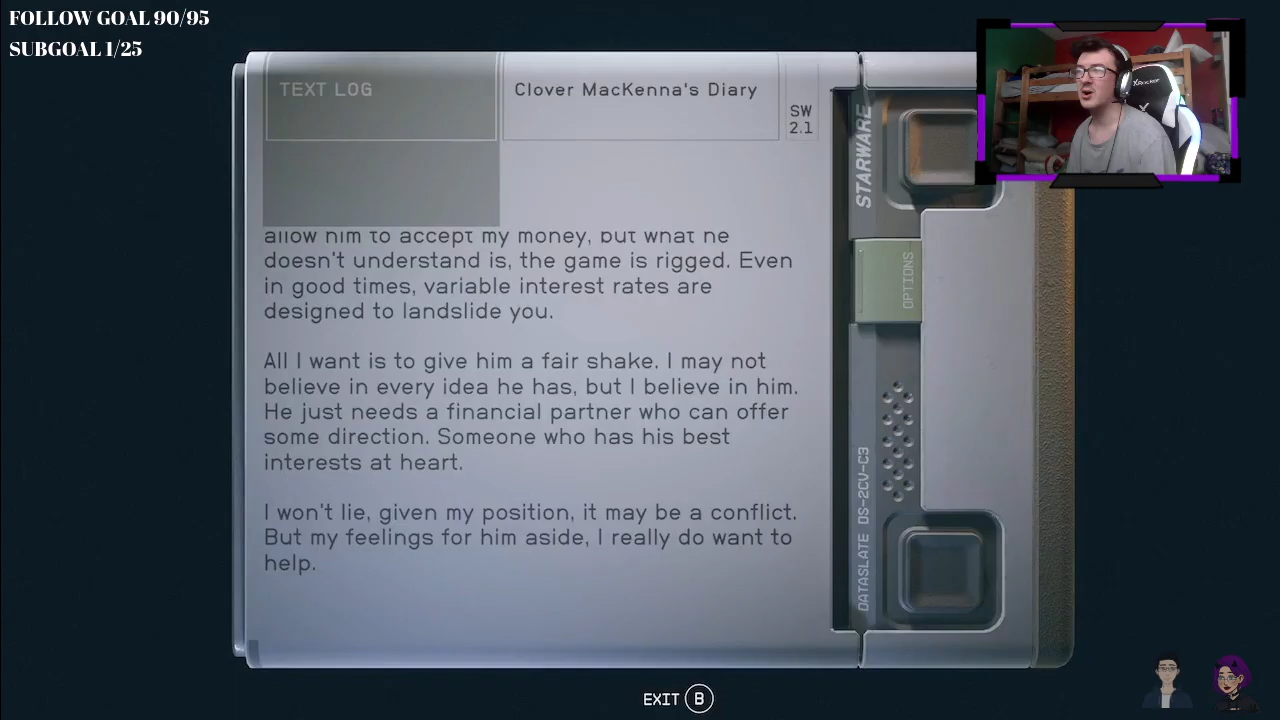 FOLLOW GOAL 90/95
SUBGOAL 1/25
TEXT LOG
Clover MacKenna's Diary
SW
2.1
allow him to accept my money, but what he
doesn't understand is, the game is rigged. Even
in good times, variable interest rates are
designed to landslide you.
All I want is to give him a fair shake. I may not
believe in every idea he has, but I believe in him.
He just needs a financial partner who can offer
some direction. Someone who has his best
interests at heart.
I won't lie, given my position, it may be a conflict.
But my feelings for him aside, I really do want to
help.
STARWARE
OPTIONS
DATASLATE DS-2CV-C3
EXIT B